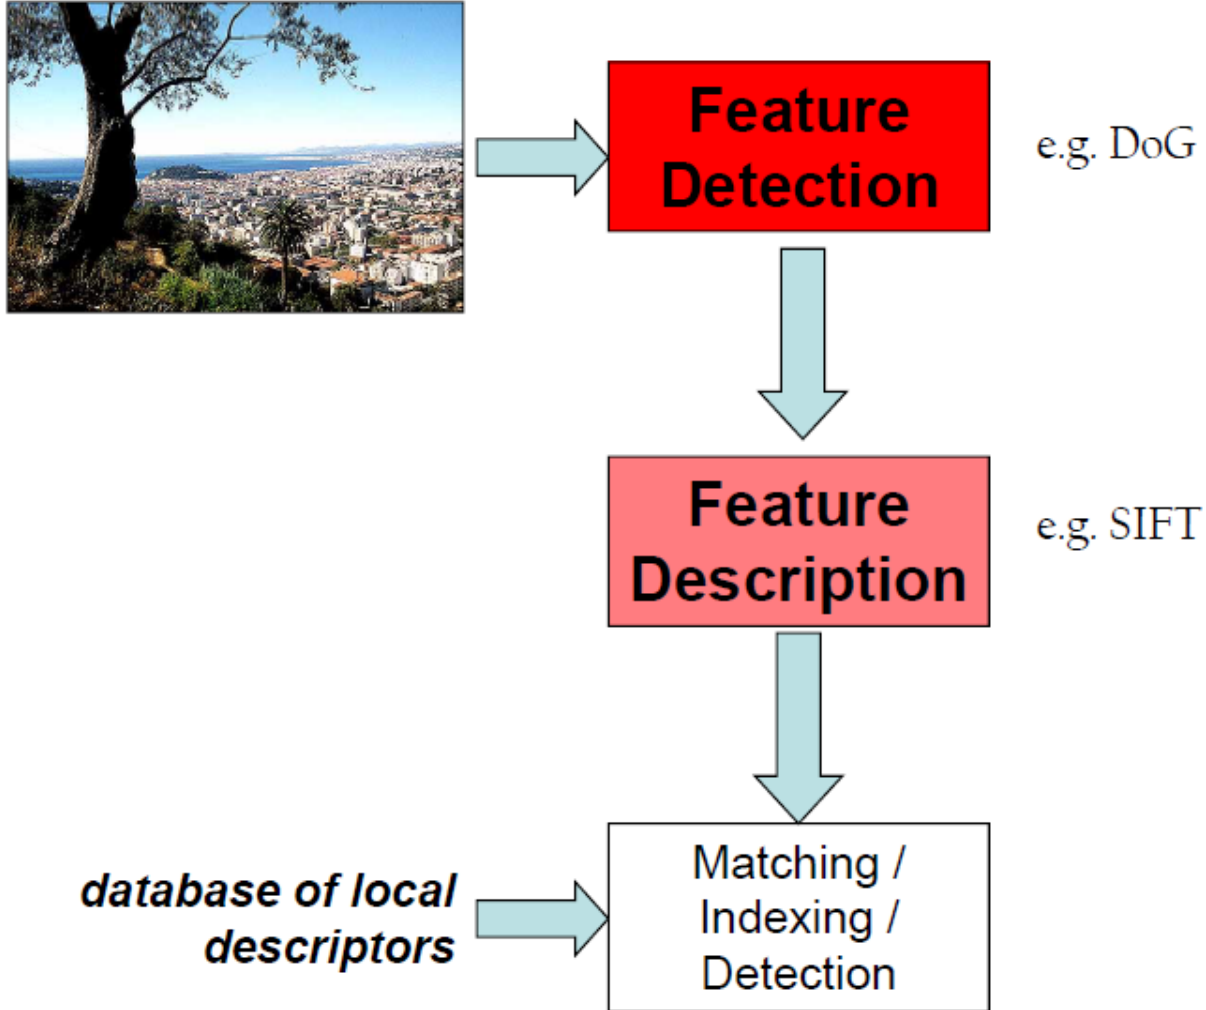 Feature
Detection
e.g. DoG
Feature
Description
e.g. SIFT
database of local
descriptors
Matching /
Indexing /
Detection